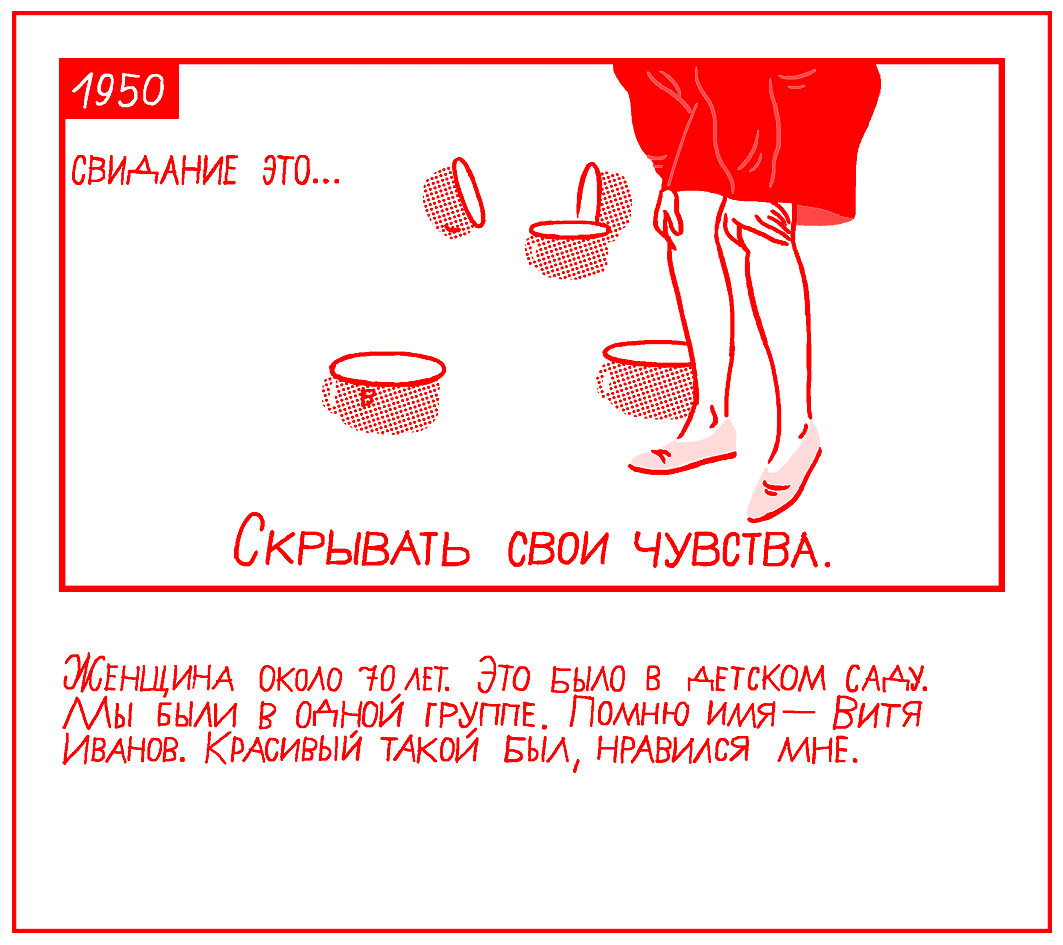 1950
СВИДАНИЕ ЭТО...
В
СКРЫВАТЬ СВОИ ЧУВСТВА.
ЖЕНЩИНА ОКОЛО 70 ЛЕТ. ЭТО БЫЛО В ДЕТСКОМ САДУ.
МЫ БЫЛИ В ОДНОЙ ГРУППЕ. ПОМНЮ ИМЯ — ВИТЯ
ИВАНОВ. КРАСИВЫЙ ТАКОЙ БЫЛ, НРАВИЛСЯ МНЕ.